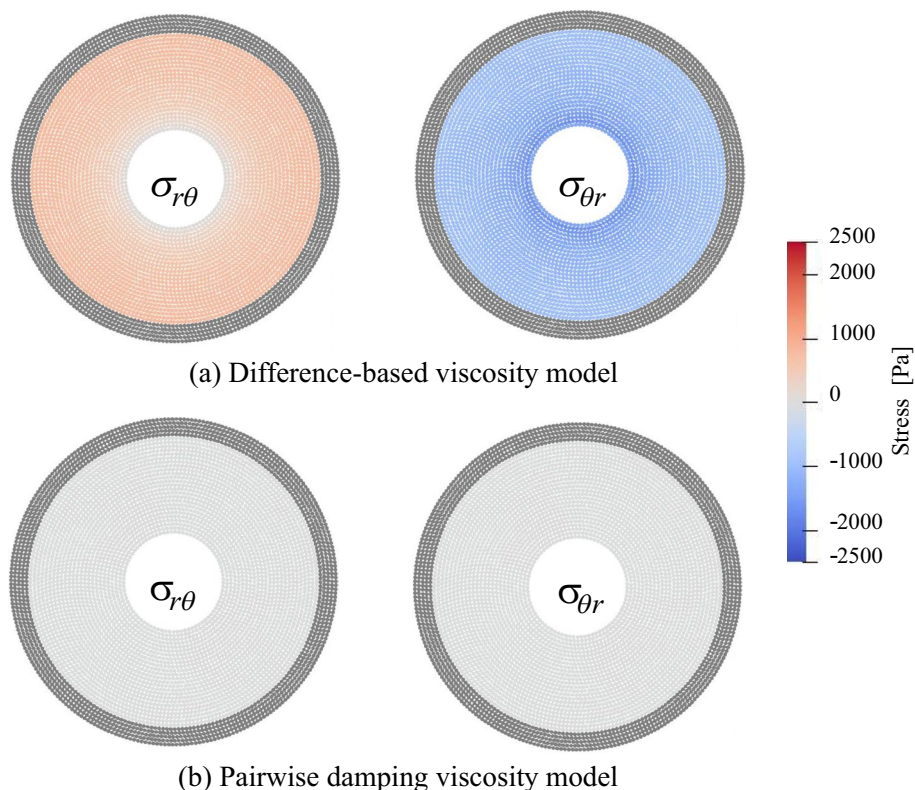 σrθ
σθr
2500
2000
1000
0
-1000
-2000
-2500
Stress [Pa]
(a) Difference-based viscosity model
σrθ
σθr
(b) Pairwise damping viscosity model